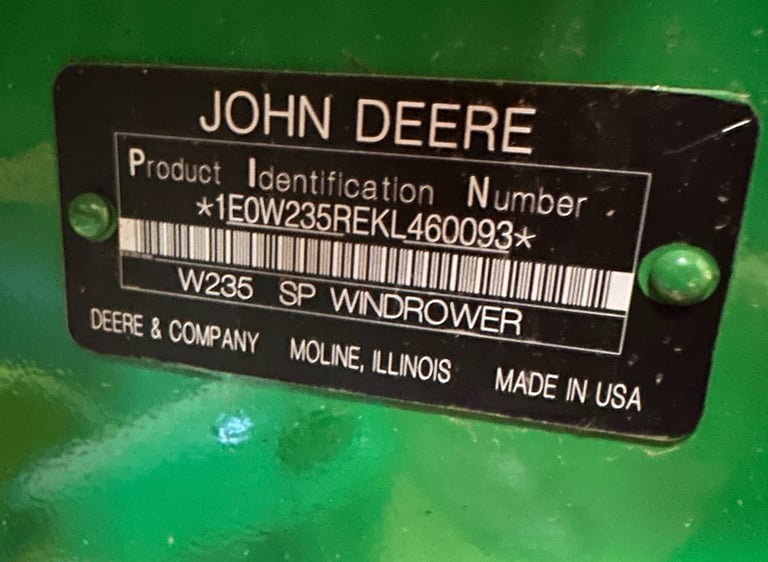 JOHN DEERE
Product Identification Number
*1E0W235REKL460093*
W235 SP WINDROWER
DEERE & COMPANY MOLINE, ILLINOIS MADE IN USA